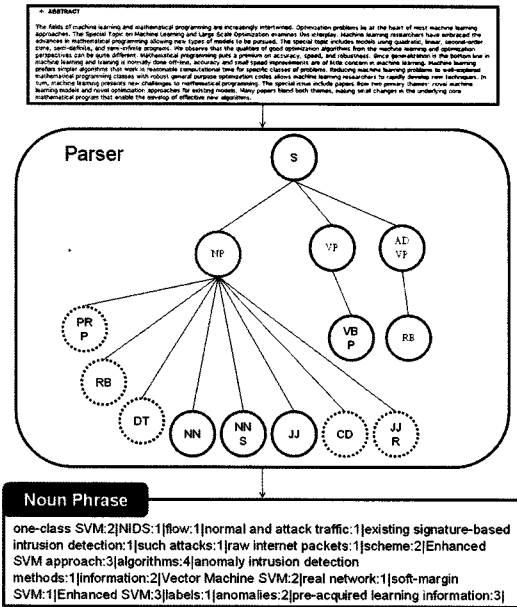 ABSTRACT
The fields of machine learning and mathematical programming are increasingly intertwined. Optimization problems lie at the heart of most machine learning
approaches. The Special Topic on Machine Learning and Large Scale Optimization examines this interplay. Machine learning researchers have embraced the
advances in mathematical programming allowing new types of models to be pursued. The special topic includes models using quadratic, linear, second-order
cone, semi-definite, and semi-infinite programs. We observe that the qualities of good optimization algorithms from the machine learning and optimization
perspectives can be quite different. Mathematical programming puts a premium on accuracy, speed, and robustness. Since generalization is the bottom line in
machine learning and training is normally done off-line, accuracy and small speed improvements are of little concern in machine learning. Machine learning
prefers simpler algorithms that work in reasonable computational time for specific classes of problems. Reducing machine learning problems to well-explored
mathematical programming classes with robust general purpose optimization codes allows machine learning researchers to rapidly develop new techniques. In
turn, machine learning presents new challenges to mathematical programming. The special issue include papers from two primary themes: novel machine
learning models and novel optimization approaches for existing models. Many papers blend both themes, making small changes in the underlying core
mathematical program that enable the develop of effective new algorithms.
Parser
S
NP
VP
AD
VP
PR
P
VB
P
RB
RB
DT
NN
NN
S
JJ
CD
JJ
R
Noun Phrase
one-class SVM:2|NIDS:1|flow:1|normal and attack traffic:1|existing signature-based
intrusion detection:1|such attacks:1|raw internet packets:1|scheme:2|Enhanced
SVM approach:3|algorithms:4|anomaly intrusion detection
methods:1|information:2|Vector Machine SVM:2|real network:1|soft-margin
SVM:1|Enhanced SVM:3|labels:1|anomalies:2|pre-acquired learning information:3|